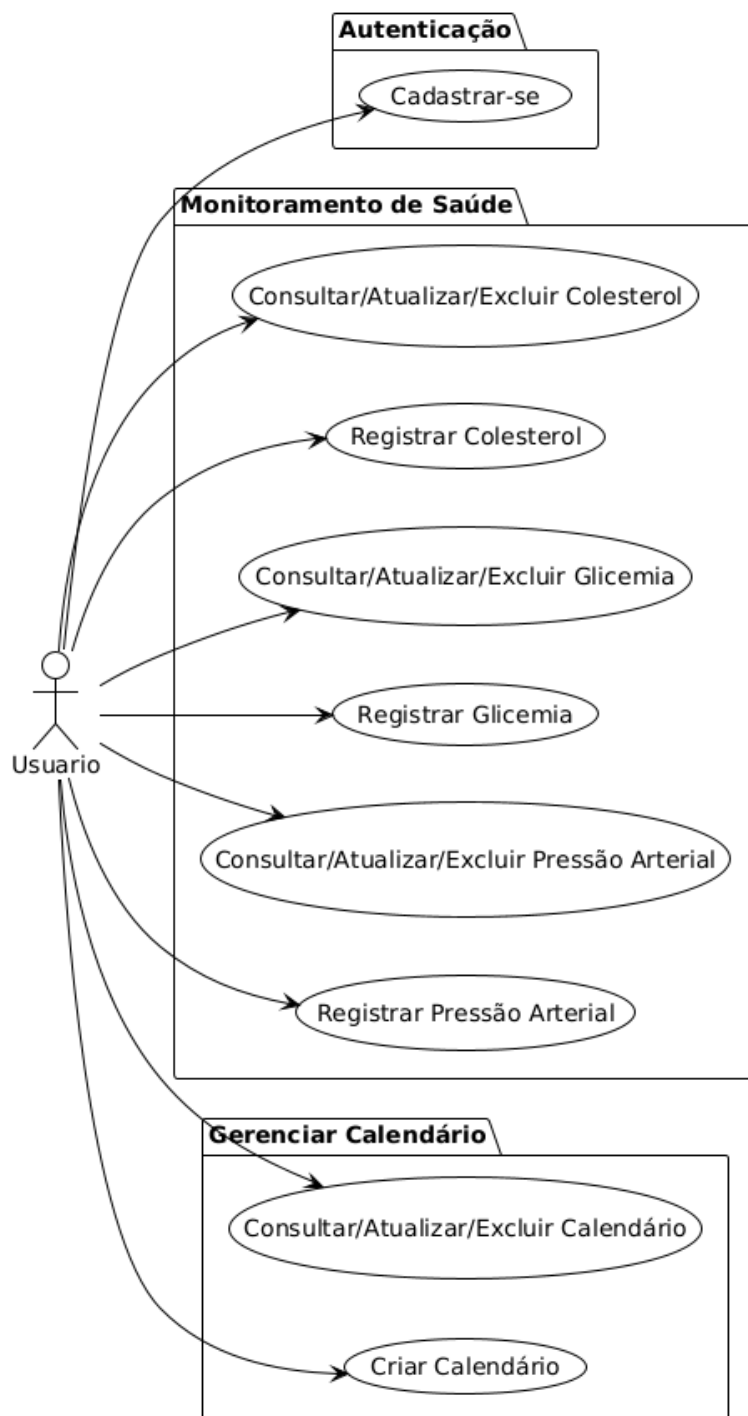 Autenticação
Cadastrar-se
Monitoramento de Saúde
Consultar/Atualizar/Excluir Colesterol
Registrar Colesterol
Consultar/Atualizar/Excluir Glicemia
Registrar Glicemia
Usuario
Consultar/Atualizar/Excluir Pressão Arterial
Registrar Pressão Arterial
Gerenciar Calendário
Consultar/Atualizar/Excluir Calendário
Criar Calendário